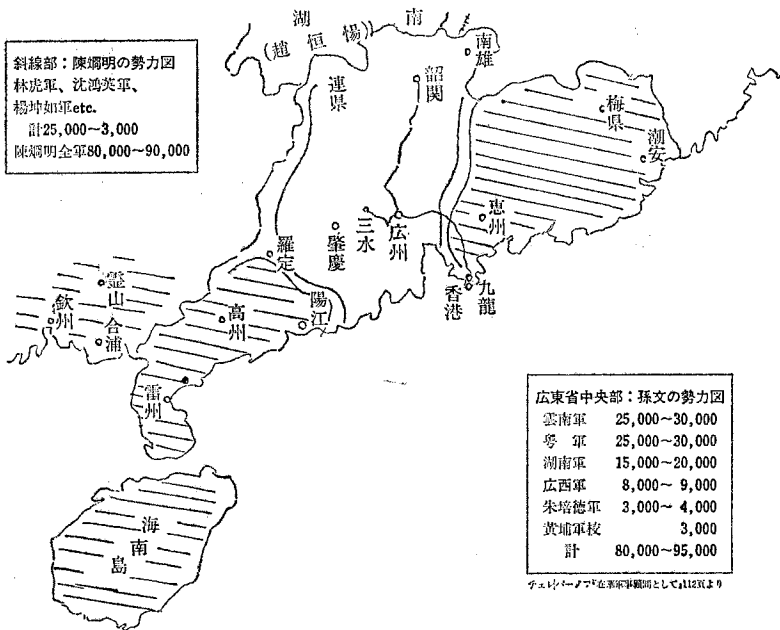 斜線部：陳烱明の勢力図
林虎軍、沈鴻英軍、
楊坤如軍etc.
計25,000〜3,000
陳烱明全軍80,000〜90,000
湖南
(趙恒惕)
南雄
韶関
連県
梅県
潮安
恵州
広州
三水
肇慶
羅定
九龍
香港
陽江
高州
霊山
欽州
合浦
雷州
海南島
広東省中央部：孫文の勢力図
雲南軍 25,000〜30,000
粤軍 25,000〜30,000
湖南軍 15,000〜20,000
広西軍 8,000〜9,000
朱培徳軍 3,000〜4,000
黄埔軍校 3,000
計 80,000〜95,000